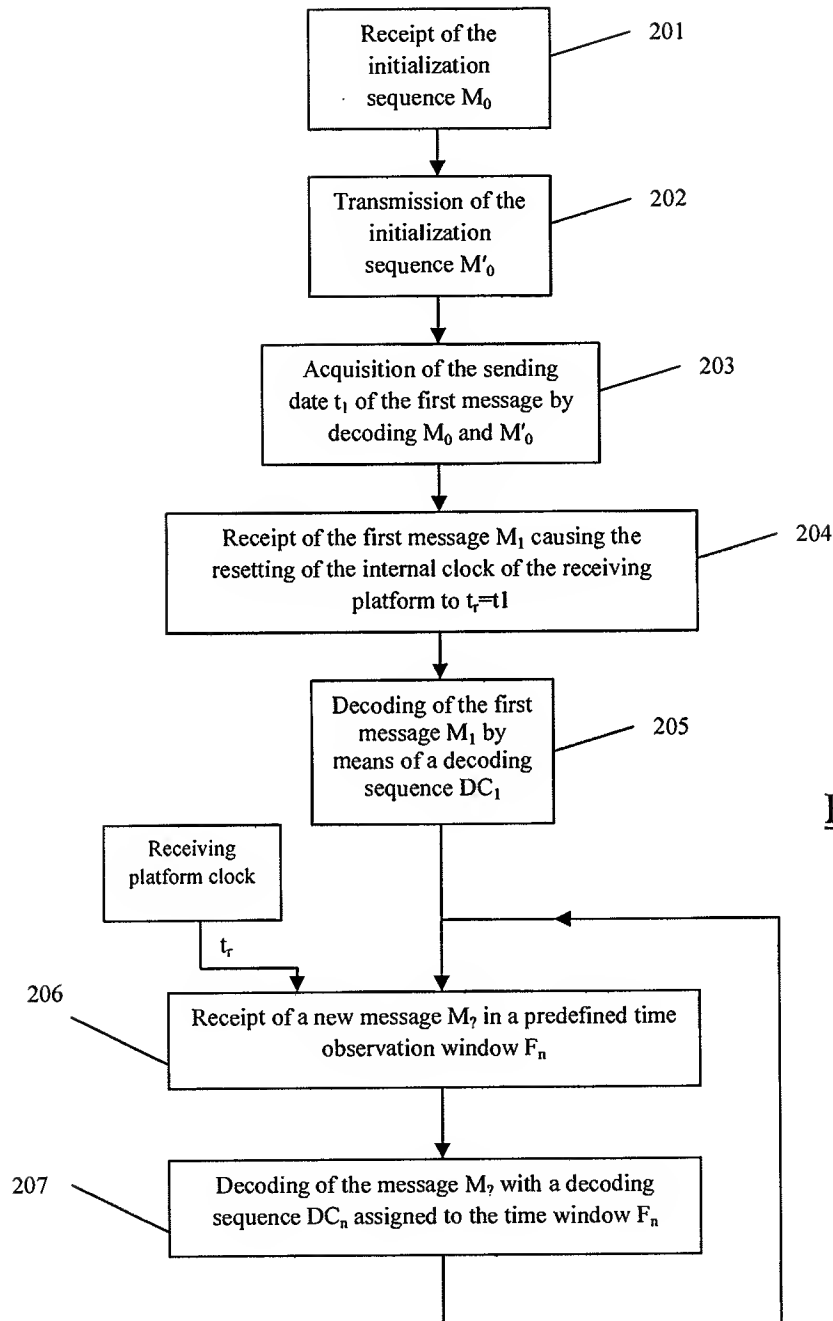 Receipt of the
initialization
sequence M₀
201
Transmission of the
initialization
sequence M'₀
202
Acquisition of the sending
date t₁ of the first message by
decoding M₀ and M'₀
203
Receipt of the first message M₁ causing the
resetting of the internal clock of the receiving
platform to tᵣ=t1
204
Decoding of the first
message M₁ by
means of a decoding
sequence DC₁
205
Receiving
platform clock
tᵣ
206
Receipt of a new message M? in a predefined time
observation window Fₙ
207
Decoding of the message M? with a decoding
sequence DCₙ assigned to the time window Fₙ